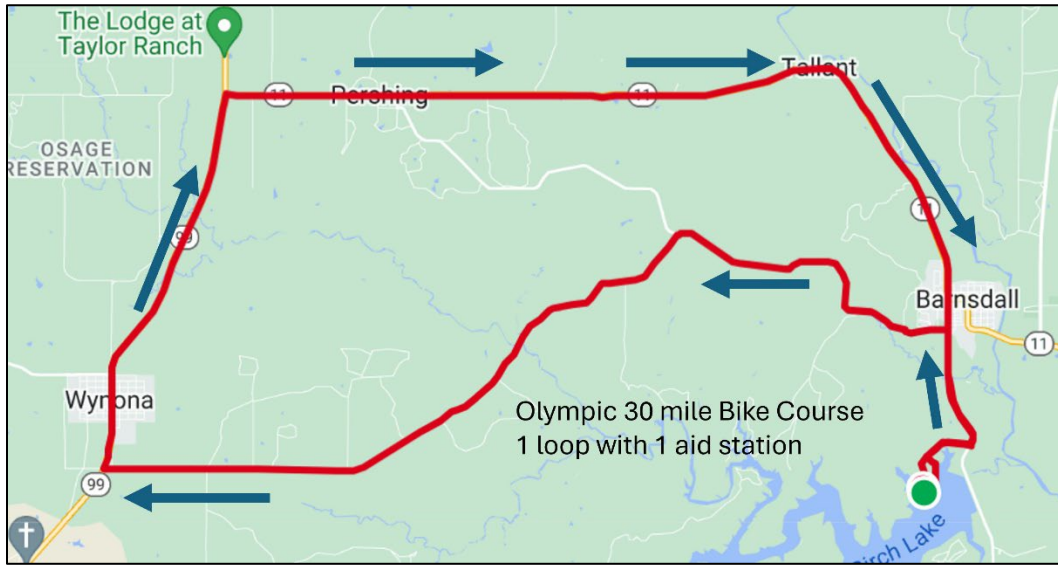 The Lodge at
Taylor Ranch
Tallant
11
Pershing
11
OSAGE
RESERVATION
99
11
Barnsdall
11
Wynona
Olympic 30 mile Bike Course
1 loop with 1 aid station
99
Birch Lake